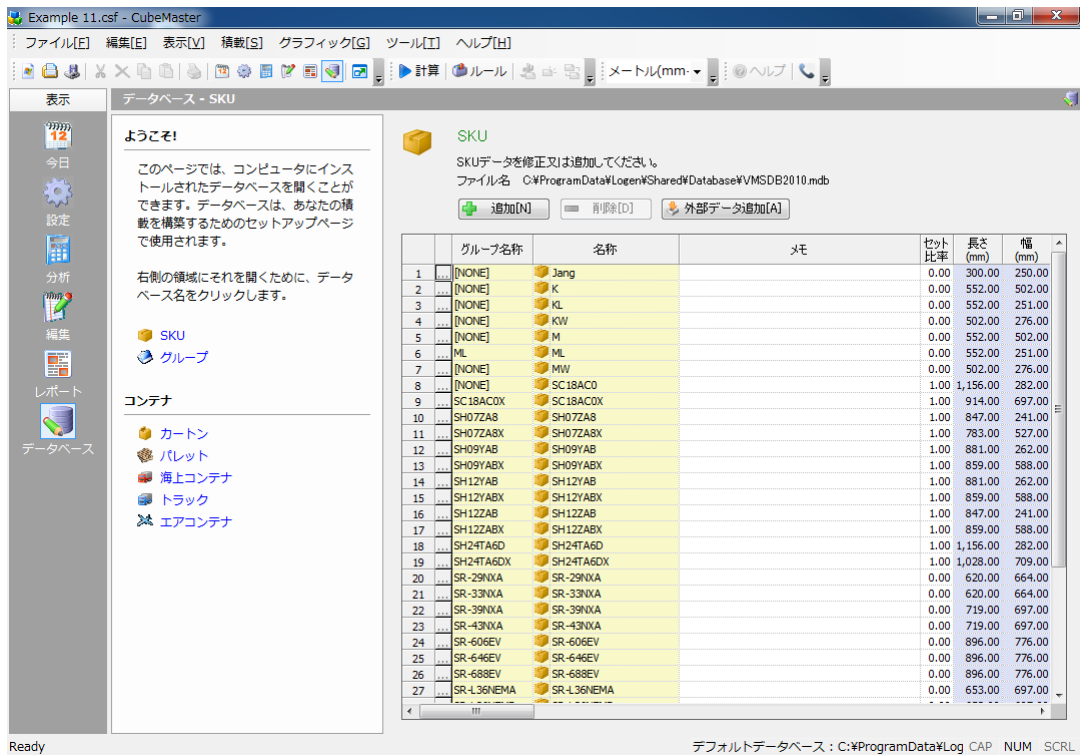 Example 11.csf - CubeMaster
ファイル[F] 編集[E] 表示[V] 積載[S] グラフィック[G] ツール[T] ヘルプ[H]
計算 ルール メートル(mm- ヘルプ
表示
データベース - SKU
12
今日
設定
分析
編集
レポート
データベース
ようこそ!
このページでは、コンピュータにインス
トールされたデータベースを開くことが
できます。データベースは、あなたの積
載を構築するためのセットアップページ
で使用されます。
右側の領域にそれを開くために、データ
ベース名をクリックします。
SKU
グループ
コンテナ
カートン
パレット
海上コンテナ
トラック
エアコンテナ
SKU
SKUデータを修正又は追加してください。
ファイル名 C:¥ProgramData¥Logen¥Shared¥Database¥VMSDB2010.mdb
追加[N] 削除[D] 外部データ追加[A]
グループ名称 名称 メモ セット比率 長さ(mm) 幅(mm)
1 ... [NONE] Jang 0.00 300.00 250.00
2 ... [NONE] K 0.00 552.00 502.00
3 ... [NONE] KL 0.00 552.00 251.00
4 ... [NONE] KW 0.00 502.00 276.00
5 ... [NONE] M 0.00 552.00 502.00
6 ... ML ML 0.00 552.00 251.00
7 ... [NONE] MW 0.00 502.00 276.00
8 ... [NONE] SC18AC0 1.00 1,156.00 282.00
9 ... SC18AC0X SC18AC0X 1.00 914.00 697.00
10 ... SH07ZA8 SH07ZA8 1.00 847.00 241.00
11 ... SH07ZA8X SH07ZA8X 1.00 783.00 527.00
12 ... SH09YAB SH09YAB 1.00 881.00 262.00
13 ... SH09YABX SH09YABX 1.00 859.00 588.00
14 ... SH12YAB SH12YAB 1.00 881.00 262.00
15 ... SH12YABX SH12YABX 1.00 859.00 588.00
16 ... SH12ZAB SH12ZAB 1.00 847.00 241.00
17 ... SH12ZABX SH12ZABX 1.00 859.00 588.00
18 ... SH24TA6D SH24TA6D 1.00 1,156.00 282.00
19 ... SH24TA6DX SH24TA6DX 1.00 1,028.00 709.00
20 ... SR-29NXA SR-29NXA 0.00 620.00 664.00
21 ... SR-33NXA SR-33NXA 0.00 620.00 664.00
22 ... SR-39NXA SR-39NXA 0.00 719.00 697.00
23 ... SR-43NXA SR-43NXA 0.00 719.00 697.00
24 ... SR-606EV SR-606EV 0.00 896.00 776.00
25 ... SR-646EV SR-646EV 0.00 896.00 776.00
26 ... SR-688EV SR-688EV 0.00 896.00 776.00
27 ... SR-L36NEMA SR-L36NEMA 0.00 653.00 697.00
Ready
デフォルトデータベース : C:¥ProgramData¥Log CAP NUM SCRL